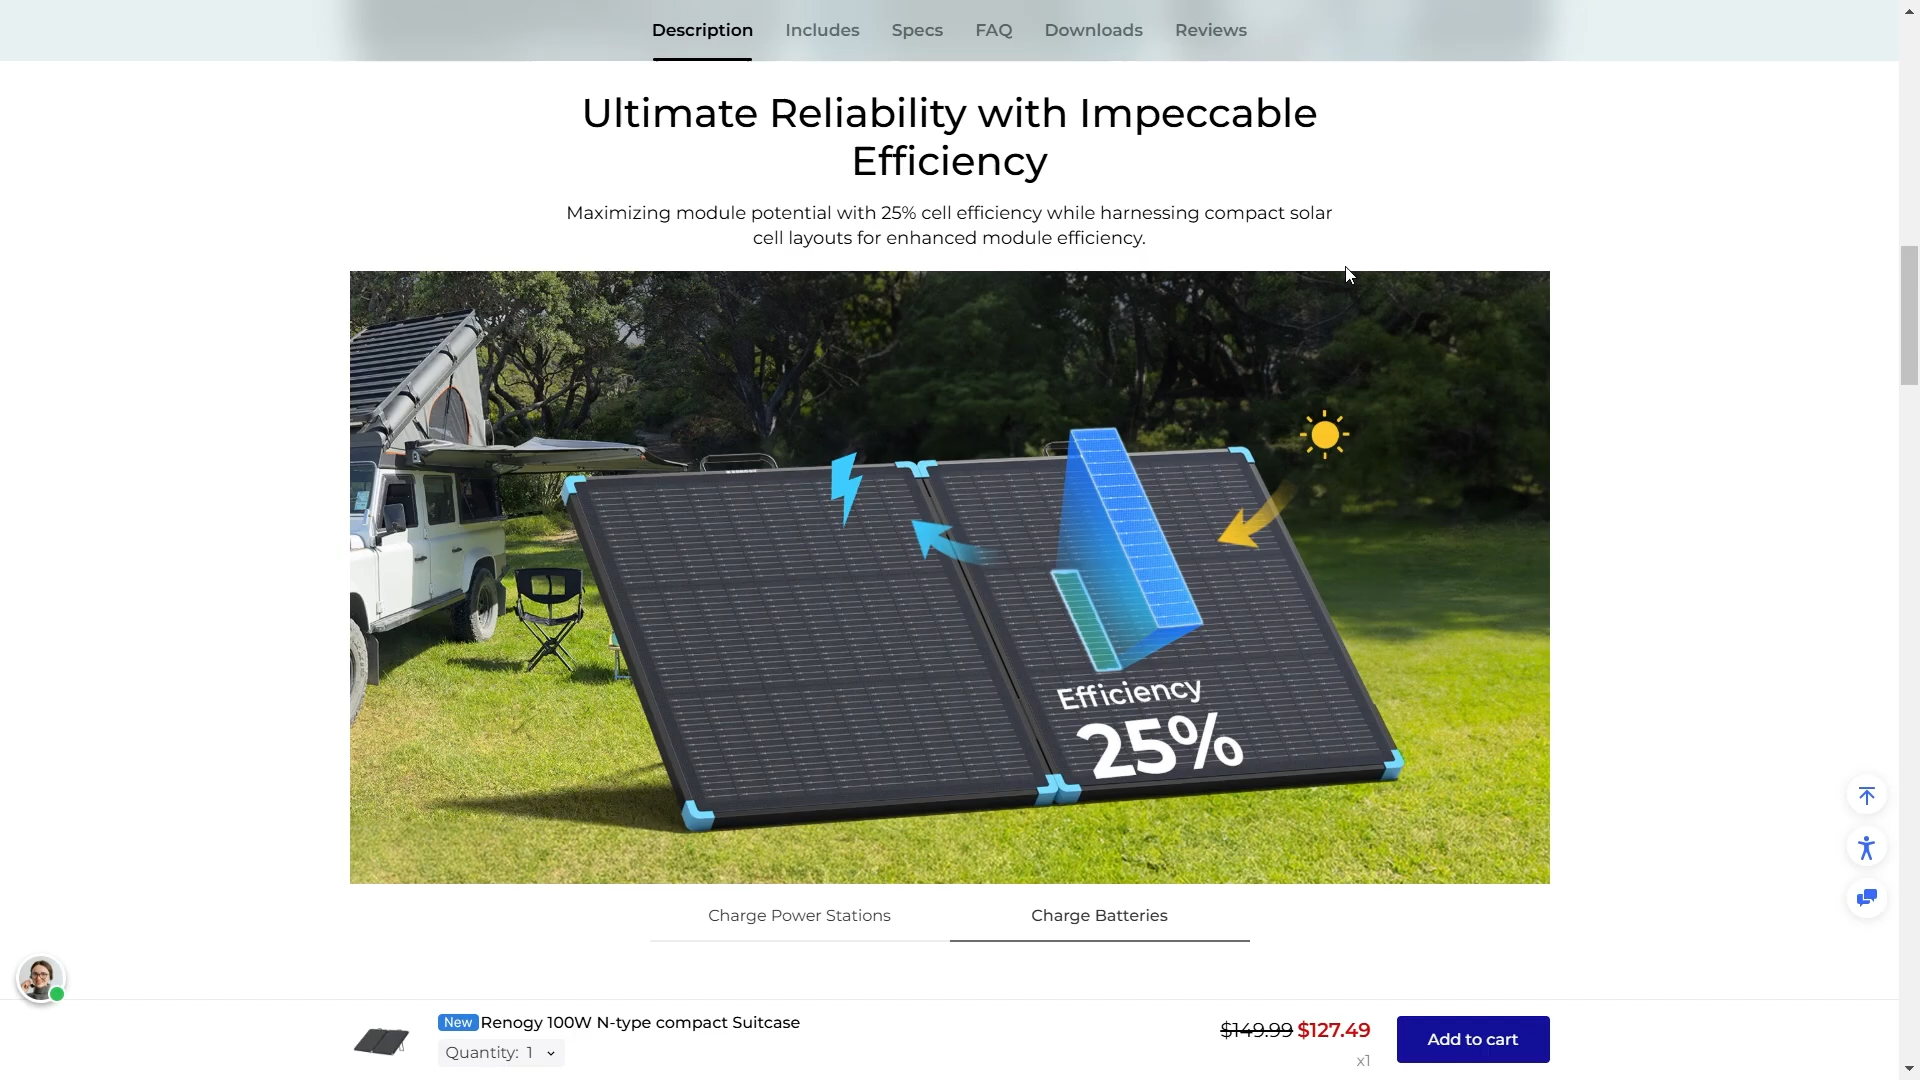 Description Includes Specs FAQ Downloads Reviews
Ultimate Reliability with Impeccable
Efficiency
Maximizing module potential with 25% cell efficiency while harnessing compact solar
cell layouts for enhanced module efficiency.
Efficiency
25%
Charge Power Stations Charge Batteries
New Renogy 100W N-type compact Suitcase
Quantity: 1
$149.99 $127.49
x1
Add to cart